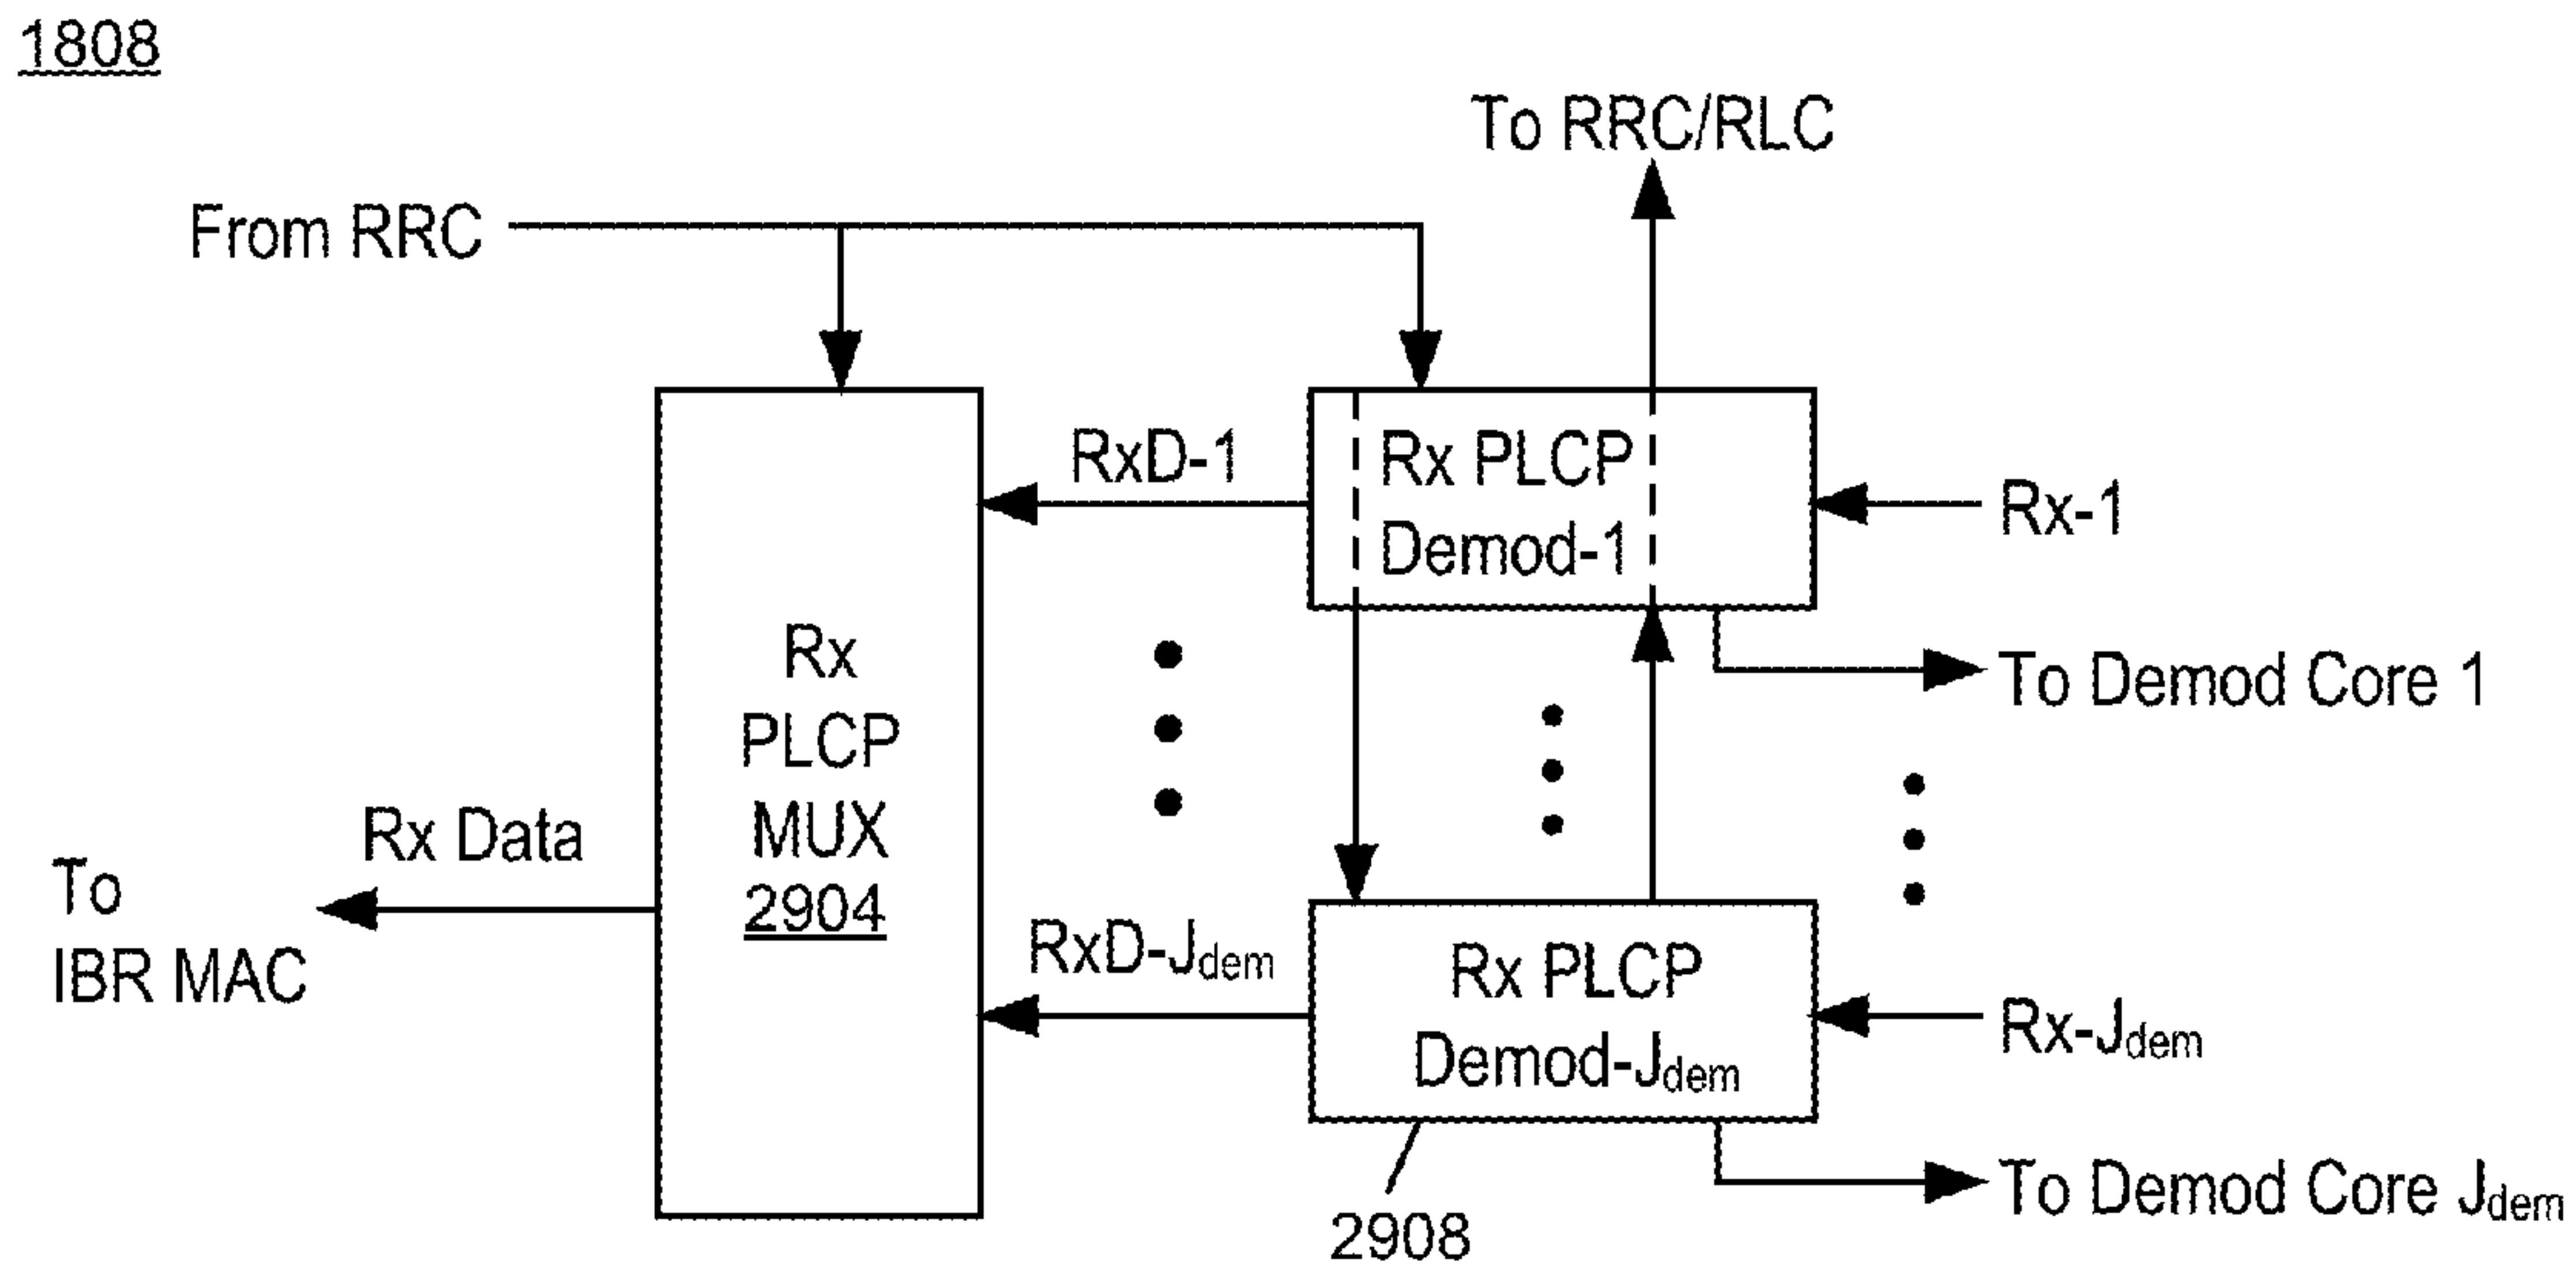 1808
To RRC/RLC
From RRC
RxD-1
Rx PLCP
Demod-1
Rx-1
Rx
PLCP
MUX
2904
To Demod Core 1
Rx Data
To
IBR MAC
RxD-Jdem
Rx PLCP
Demod-Jdem
Rx-Jdem
To Demod Core Jdem
2908